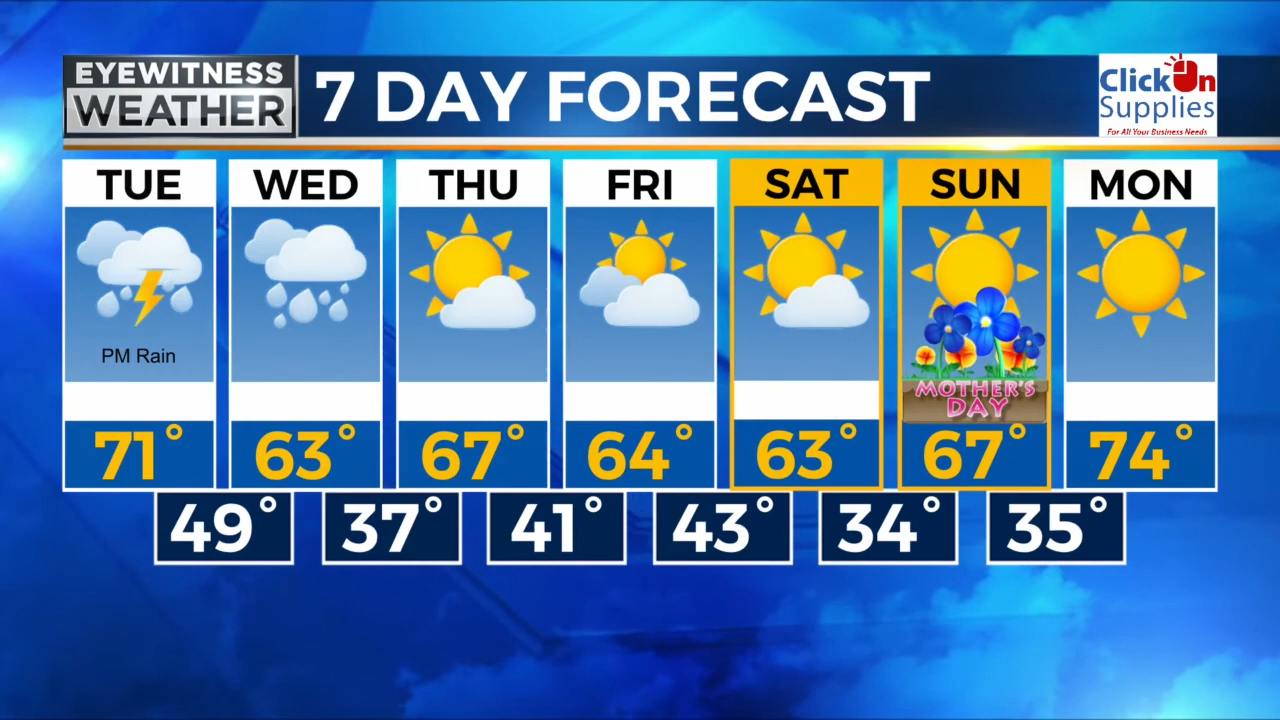 EYEWITNESS
WEATHER
7 DAY FORECAST
ClickOn
Supplies
For All Your Business Needs
TUE WED THU FRI SAT SUN MON
PM Rain
MOTHER'S
DAY
71° 63° 67° 64° 63° 67° 74°
49° 37° 41° 43° 34° 35°